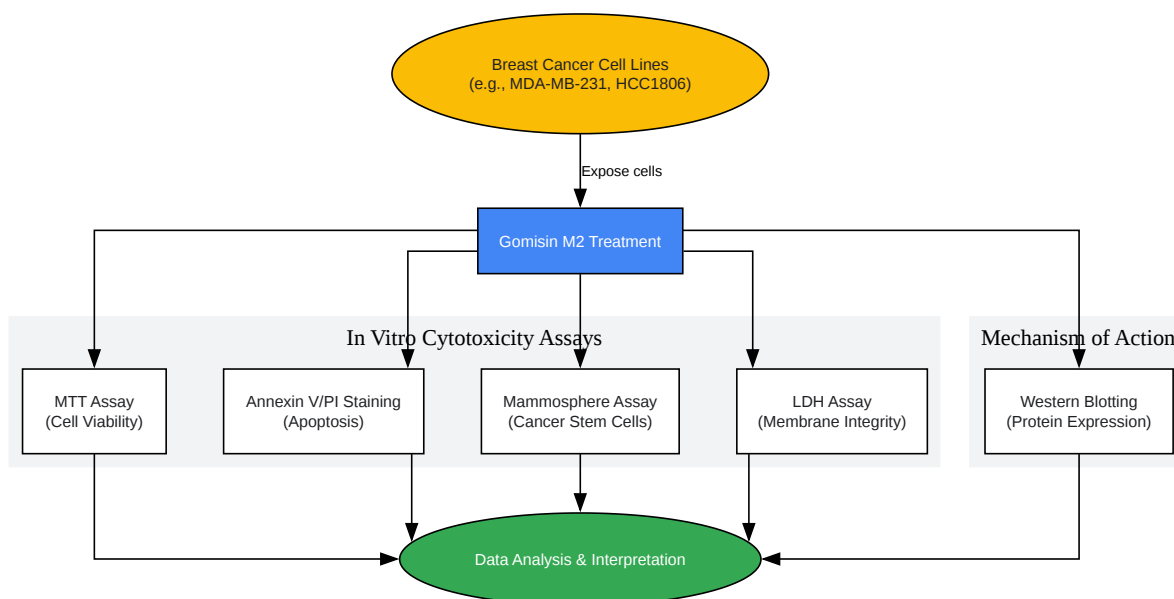 Breast Cancer Cell Lines
(e.g., MDA-MB-231, HCC1806)
Expose cells
Gomisin M2 Treatment
In Vitro Cytotoxicity Assays
Mechanism of Action
MTT Assay
(Cell Viability)
Annexin V/PI Staining
(Apoptosis)
Mammosphere Assay
(Cancer Stem Cells)
LDH Assay
(Membrane Integrity)
Western Blotting
(Protein Expression)
Data Analysis & Interpretation